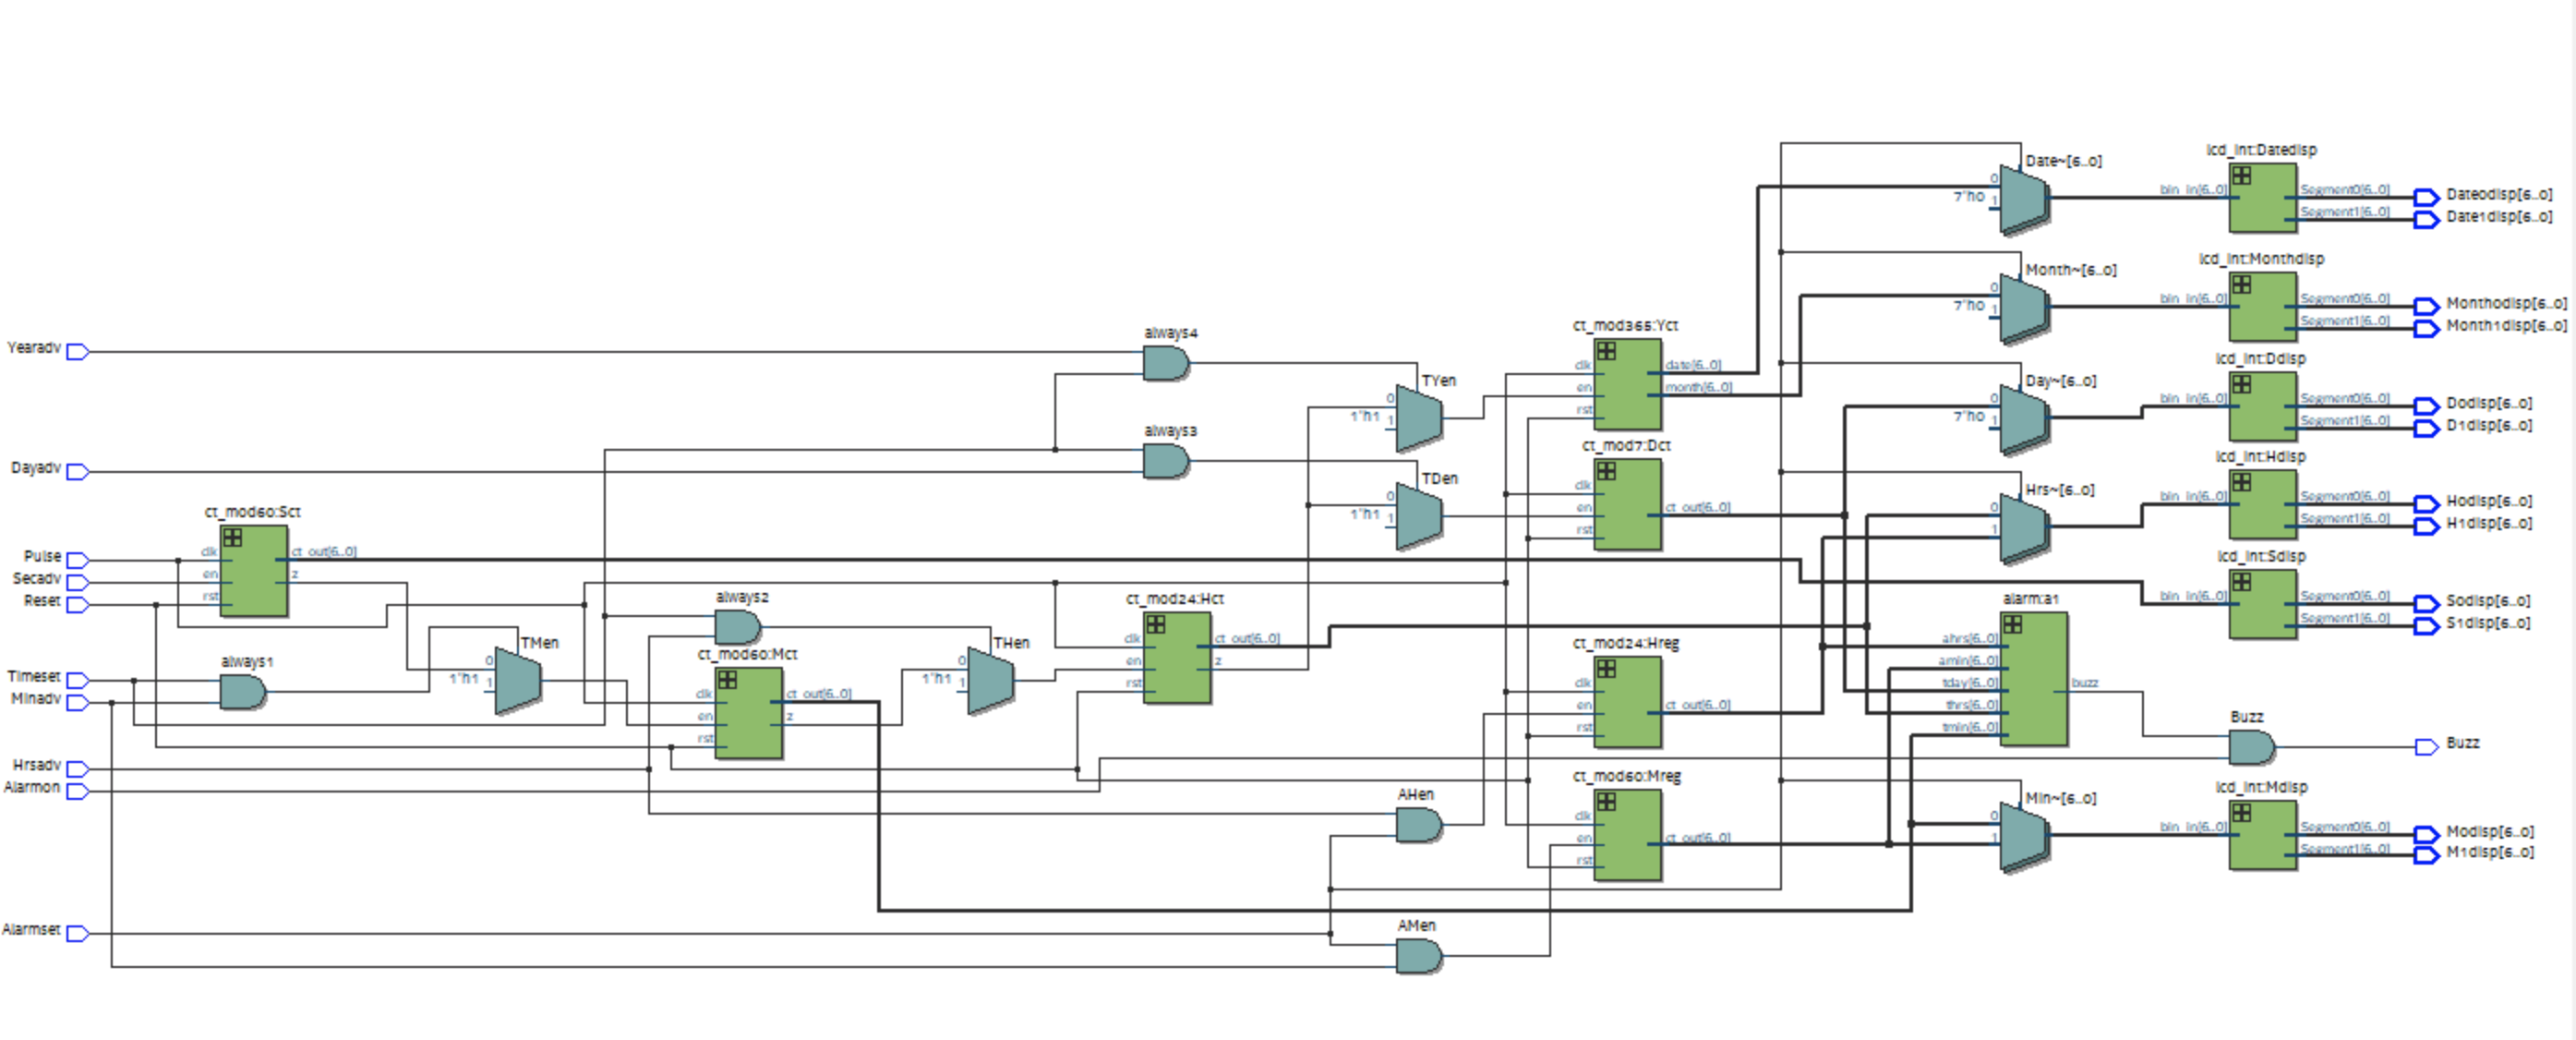 Date~[6..0]
lcd_int:Datedisp
0
7'h0
1
bin_in[6..0]
Segment0[6..0]
Segment1[6..0]
Date0disp[6..0]
Date1disp[6..0]
Month~[6..0]
lcd_int:Monthdisp
0
7'h0
1
bin_in[6..0]
Segment0[6..0]
Segment1[6..0]
Month0disp[6..0]
Month1disp[6..0]
Yearadv
always4
TYen
0
1'h1
1
ct_mod365:Yct
clk
en
rst
date[6..0]
month[6..0]
Day~[6..0]
0
7'h0
1
lcd_int:Ddisp
bin_in[6..0]
Segment0[6..0]
Segment1[6..0]
D0disp[6..0]
D1disp[6..0]
Dayadv
always3
TDen
0
1'h1
1
ct_mod7:Dct
clk
en
rst
ct_out[6..0]
Hrs~[6..0]
0
1
lcd_int:Hdisp
bin_in[6..0]
Segment0[6..0]
Segment1[6..0]
H0disp[6..0]
H1disp[6..0]
Pulse
Secadv
Reset
ct_mod60:Sct
clk
en
rst
ct_out[6..0]
z
lcd_int:Sdisp
bin_in[6..0]
Segment0[6..0]
Segment1[6..0]
S0disp[6..0]
S1disp[6..0]
Timeset
Minadv
always1
TMen
0
1'h1
1
always2
ct_mod60:Mct
clk
en
rst
ct_out[6..0]
z
THen
0
1'h1
1
ct_mod24:Hct
clk
en
rst
ct_out[6..0]
z
ct_mod24:Hreg
clk
en
rst
ct_out[6..0]
alarm:a1
ahrs[6..0]
amin[6..0]
tday[6..0]
thrs[6..0]
tmin[6..0]
buzz
Buzz
Buzz
Hrsadv
Alarmon
AHen
ct_mod60:Mreg
clk
en
rst
ct_out[6..0]
Min~[6..0]
0
1
lcd_int:Mdisp
bin_in[6..0]
Segment0[6..0]
Segment1[6..0]
M0disp[6..0]
M1disp[6..0]
Alarmset
AMen